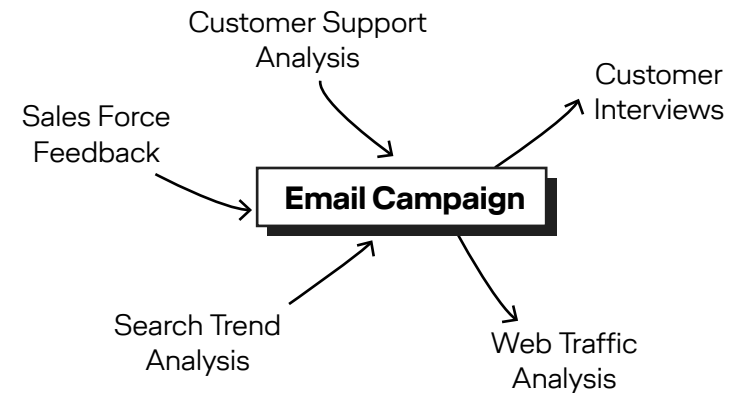 Customer Support
Analysis
Customer
Interviews
Sales Force
Feedback
Email Campaign
Search Trend
Analysis
Web Traffic
Analysis